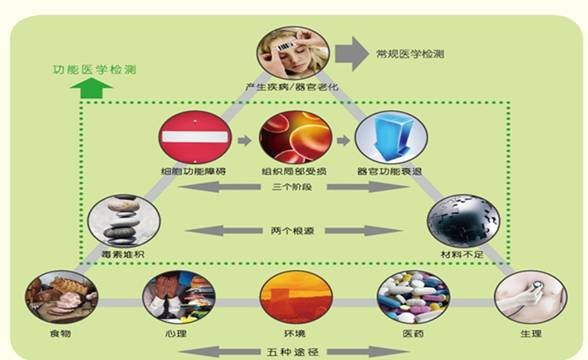 常规医学检测
功能医学检测
产生疾病/器官老化
细胞功能障碍
组织局部受损
器官功能衰退
三个阶段
两个根源
毒素堆积
材料不足
食物
心理
环境
医药
生理
五种途径